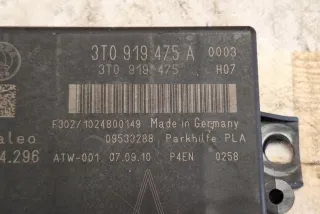 3T0 919 475 A 0003
3T0 919 475 H07
F302/1024800149 Made in Germany
aleo 09533288 Parkhilfe PLA
4.296 ATW-001 07.09.10 P4EN 0258
A